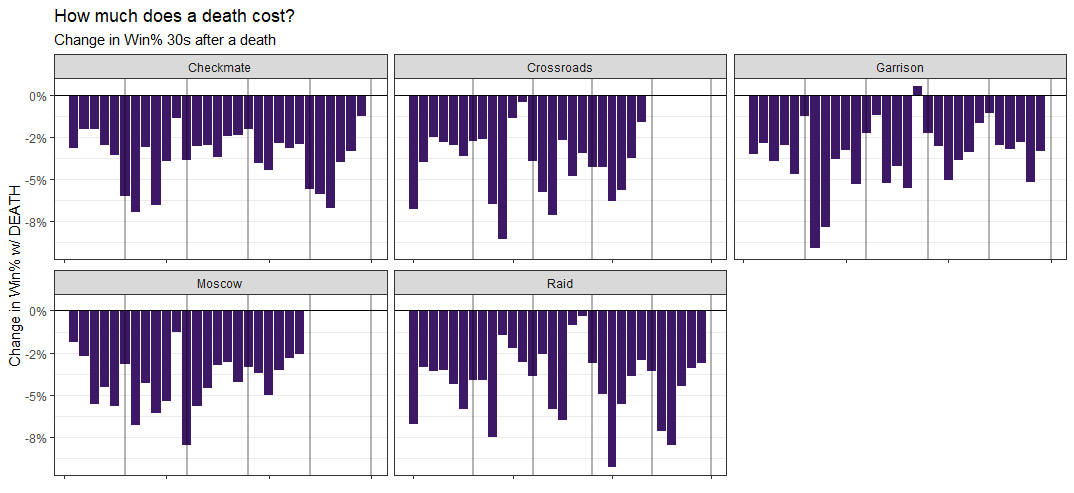 How much does a death cost?
Change in Win% 30s after a death
Checkmate
Crossroads
Garrison
0%
-2%
-5%
-8%
Change in Win% w/ DEATH
Moscow
Raid
0%
-2%
-5%
-8%